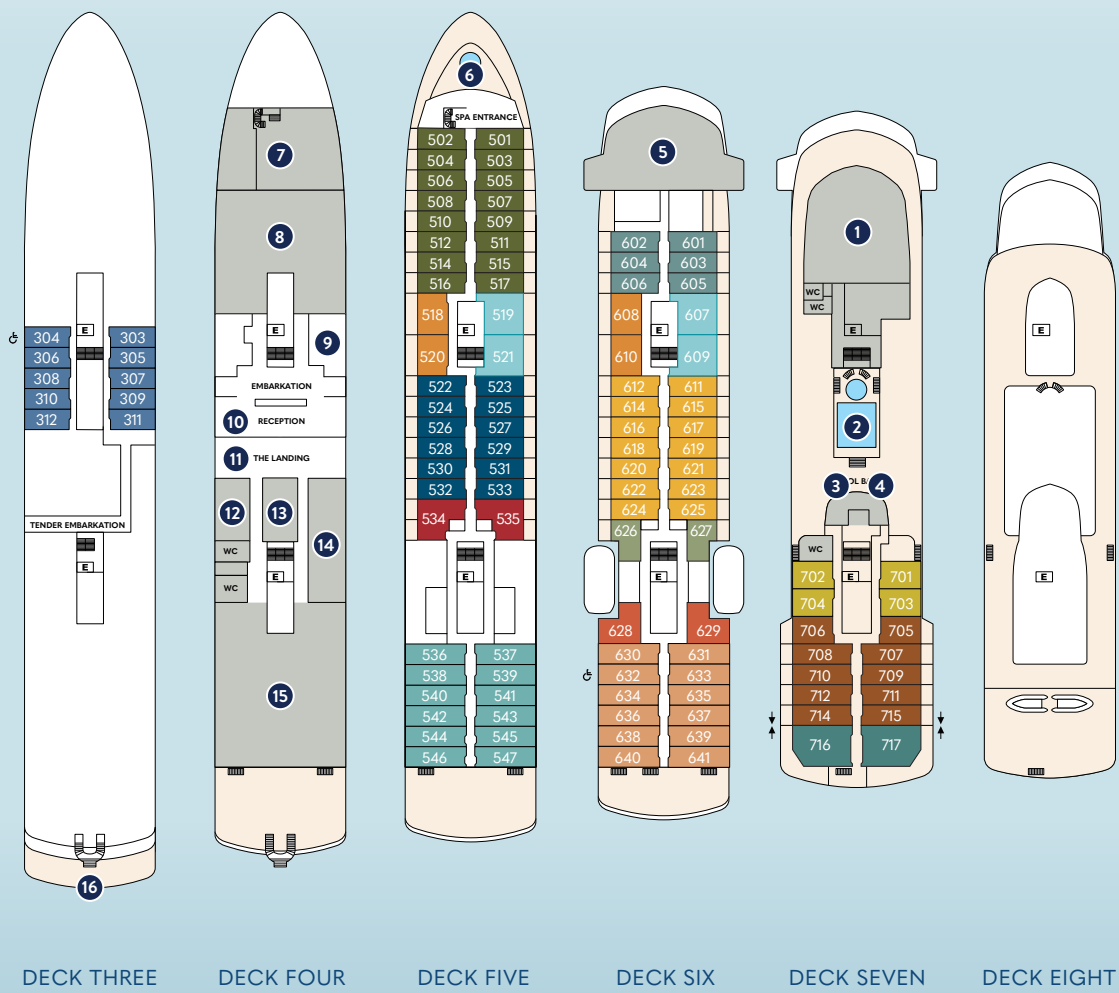 304 E 303
306 305
308 307
310 309
312 311
TENDER EMBARKATION
E
16
DECK THREE
7
8
E 9
EMBARKATION
10 RECEPTION
11 THE LANDING
12 13 14
WC
E
WC
15
DECK FOUR
6
SPA ENTRANCE
502 501
504 503
506 505
508 507
510 509
512 511
514 515
516 517
518 519
E
520 521
522 523
524 525
526 527
528 529
530 531
532 533
534 535
E
536 537
538 539
540 541
542 543
544 545
546 547
DECK FIVE
5
602 601
604 603
606 605
608 607
E
610 609
612 611
614 615
616 617
618 619
620 621
622 623
624 625
626 627
E
628 629
630 631
632 633
634 635
636 637
638 639
640 641
DECK SIX
1
WC
WC
E
2
3 4
WC
702 E 701
704 703
706 705
708 707
710 709
712 711
714 715
716 717
DECK SEVEN
E
E
DECK EIGHT